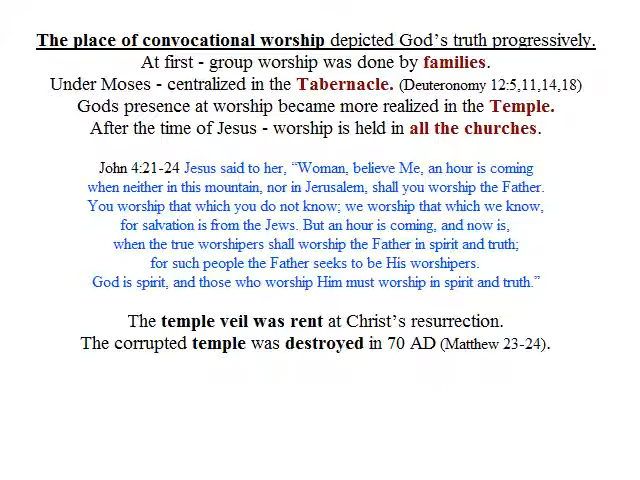 The place of convocational worship depicted God's truth progressively.
At first - group worship was done by families.
Under Moses - centralized in the Tabernacle. (Deuteronomy 12:5,11,14,18)
Gods presence at worship became more realized in the Temple.
After the time of Jesus - worship is held in all the churches.
John 4:21-24 Jesus said to her, “Woman, believe Me, an hour is coming
when neither in this mountain, nor in Jerusalem, shall you worship the Father.
You worship that which you do not know; we worship that which we know,
for salvation is from the Jews. But an hour is coming, and now is,
when the true worshipers shall worship the Father in spirit and truth;
for such people the Father seeks to be His worshipers.
God is spirit, and those who worship Him must worship in spirit and truth.”
The temple veil was rent at Christ's resurrection.
The corrupted temple was destroyed in 70 AD (Matthew 23-24).